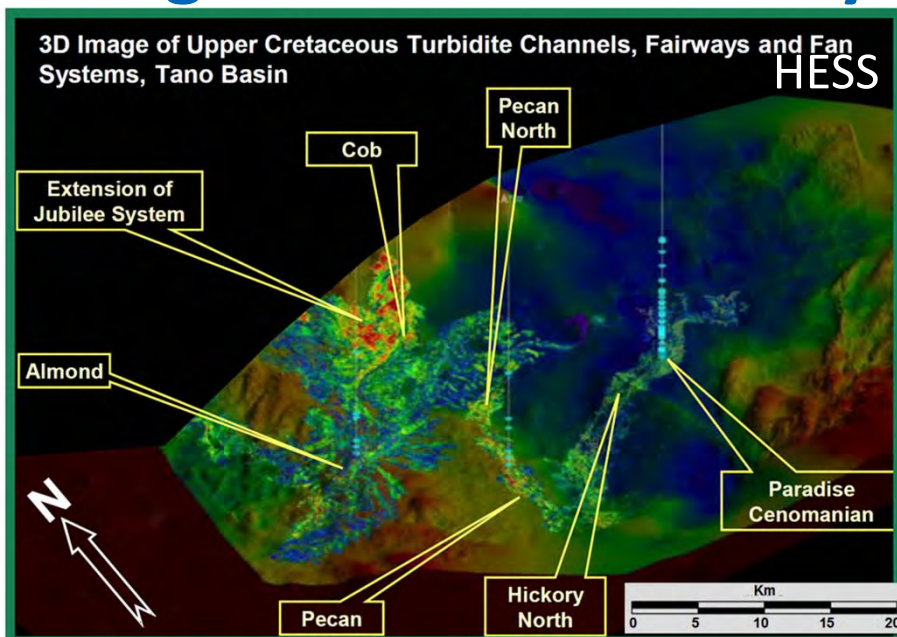 3D Image of Upper Cretaceous Turbidite Channels, Fairways and Fan
Systems, Tano Basin
HESS
Pecan
North
Cob
Extension of
Jubilee System
Almond
Paradise
Cenomanian
Hickory
North
Pecan
N
Km
0 5 10 15 20